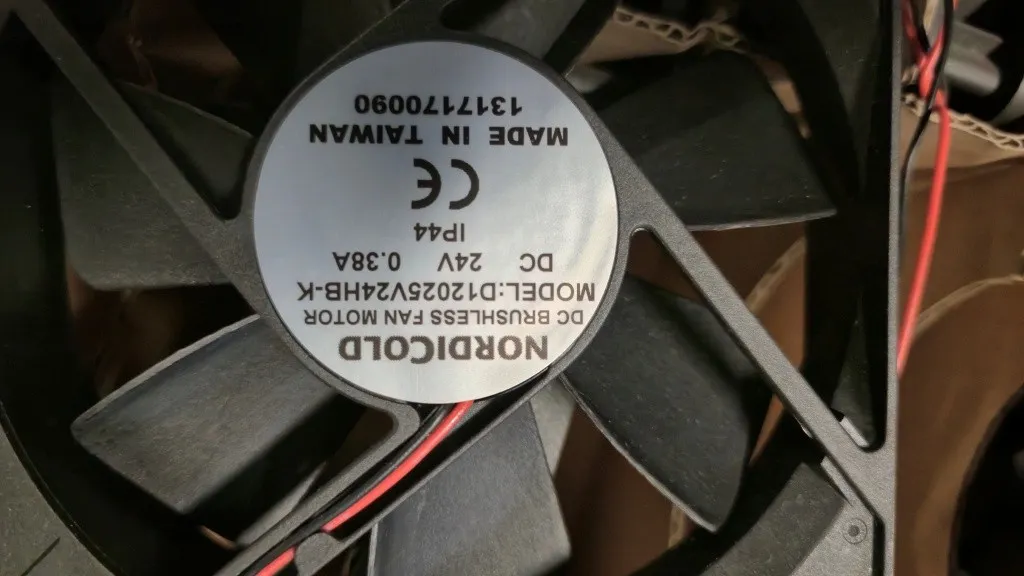 NORDICOLD
DC BRUSHLESS FAN MOTOR
MODEL:D12025V24HB-K
DC 24V 0.38A
IP44
CE
MADE IN TAIWAN
1317170090